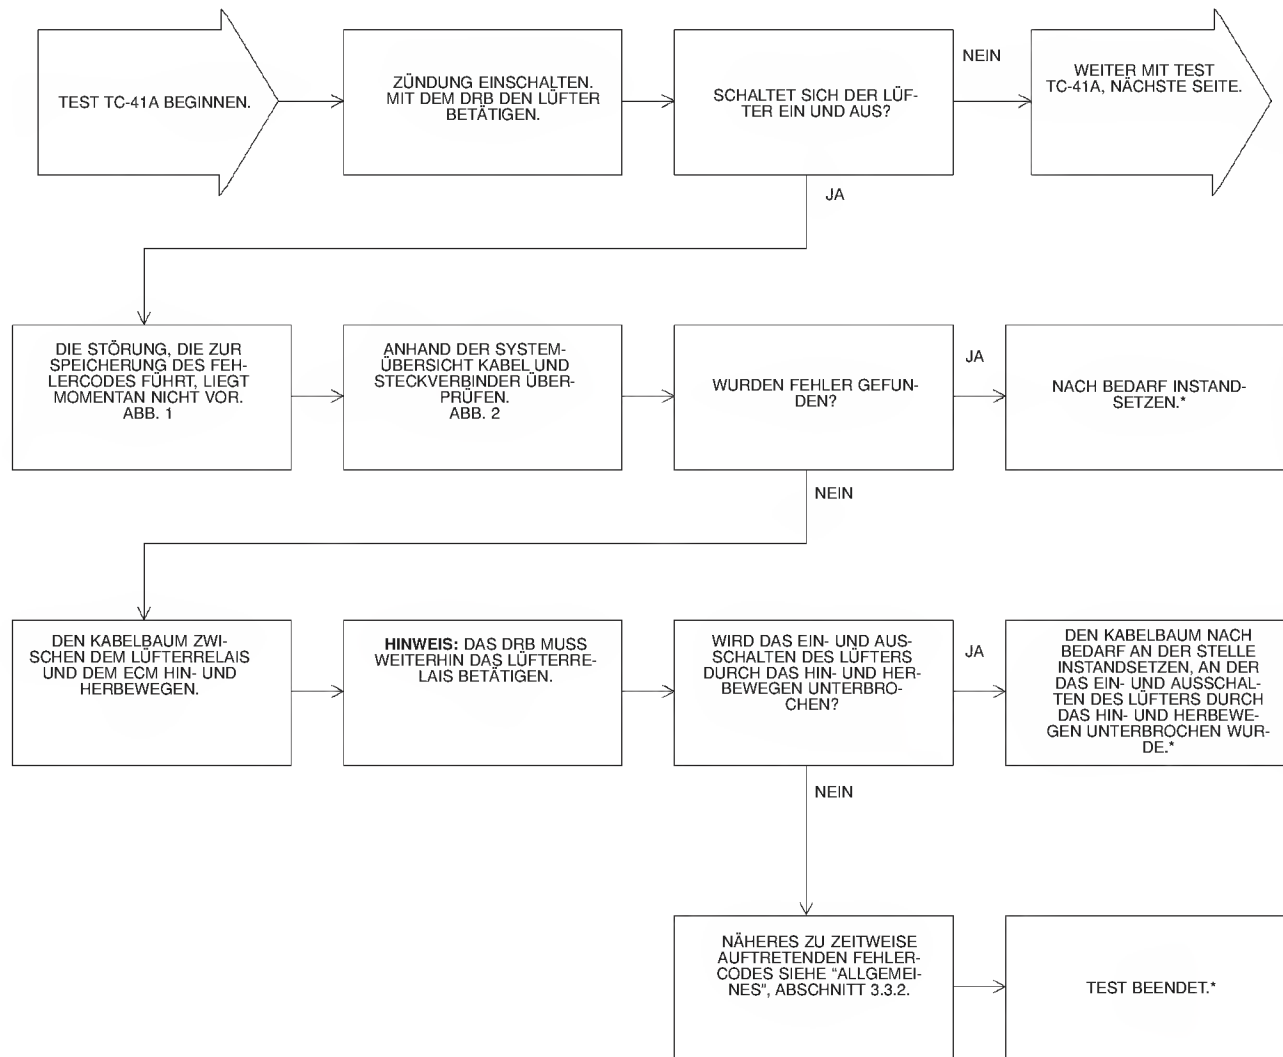 TEST TC-41A BEGINNEN.
ZÜNDUNG EINSCHALTEN.
MIT DEM DRB DEN LÜFTER
BETÄTIGEN.
SCHALTET SICH DER LÜF-
TER EIN UND AUS?
NEIN
WEITER MIT TEST
TC-41A, NÄCHSTE SEITE.
JA
DIE STÖRUNG, DIE ZUR
SPEICHERUNG DES FEH-
LERCODES FÜHRT, LIEGT
MOMENTAN NICHT VOR.
ABB. 1
ANHAND DER SYSTEM-
ÜBERSICHT KABEL UND
STECKVERBINDER ÜBER-
PRÜFEN.
ABB. 2
WURDEN FEHLER GEFUN-
DEN?
JA
NACH BEDARF INSTAND-
SETZEN.*
NEIN
DEN KABELBAUM ZWI-
SCHEN DEM LÜFTERRELAIS
UND DEM ECM HIN- UND
HERBEWEGEN.
HINWEIS: DAS DRB MUSS
WEITERHIN DAS LÜFTERRE-
LAIS BETÄTIGEN.
WIRD DAS EIN- UND AUS-
SCHALTEN DES LÜFTERS
DURCH DAS HIN- UND HER-
BEWEGEN UNTERBRO-
CHEN?
JA
DEN KABELBAUM NACH
BEDARF AN DER STELLE
INSTANDSETZEN, AN DER
DAS EIN- UND AUSSCHAL-
TEN DES LÜFTERS DURCH
DAS HIN- UND HERBEWE-
GEN UNTERBROCHEN WUR-
DE.*
NEIN
NÄHERES ZU ZEITWEISE
AUFTRETENDEN FEHLER-
CODES SIEHE "ALLGEMEI-
NES", ABSCHNITT 3.3.2.
TEST BEENDET.*